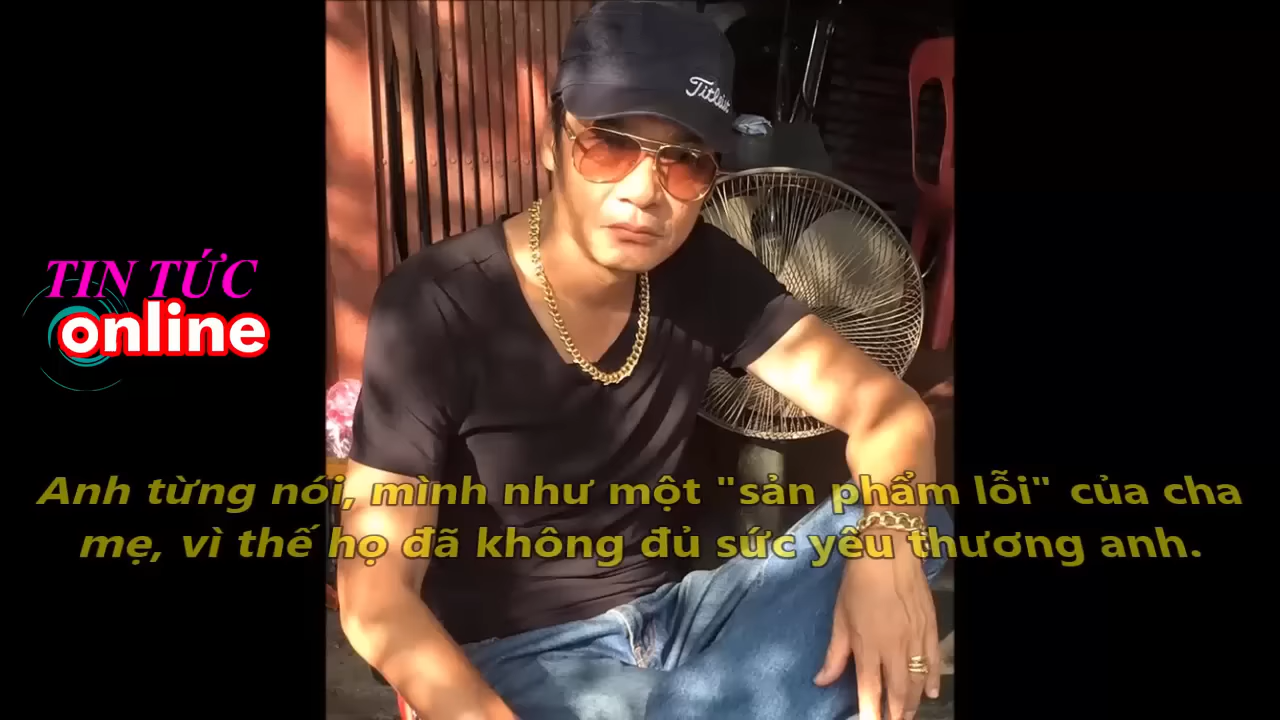 Titleist
TIN TỨC
online
Anh từng nói, mình như một "sản phẩm lỗi" của cha
mẹ, vì thế họ đã không đủ sức yêu thương anh.